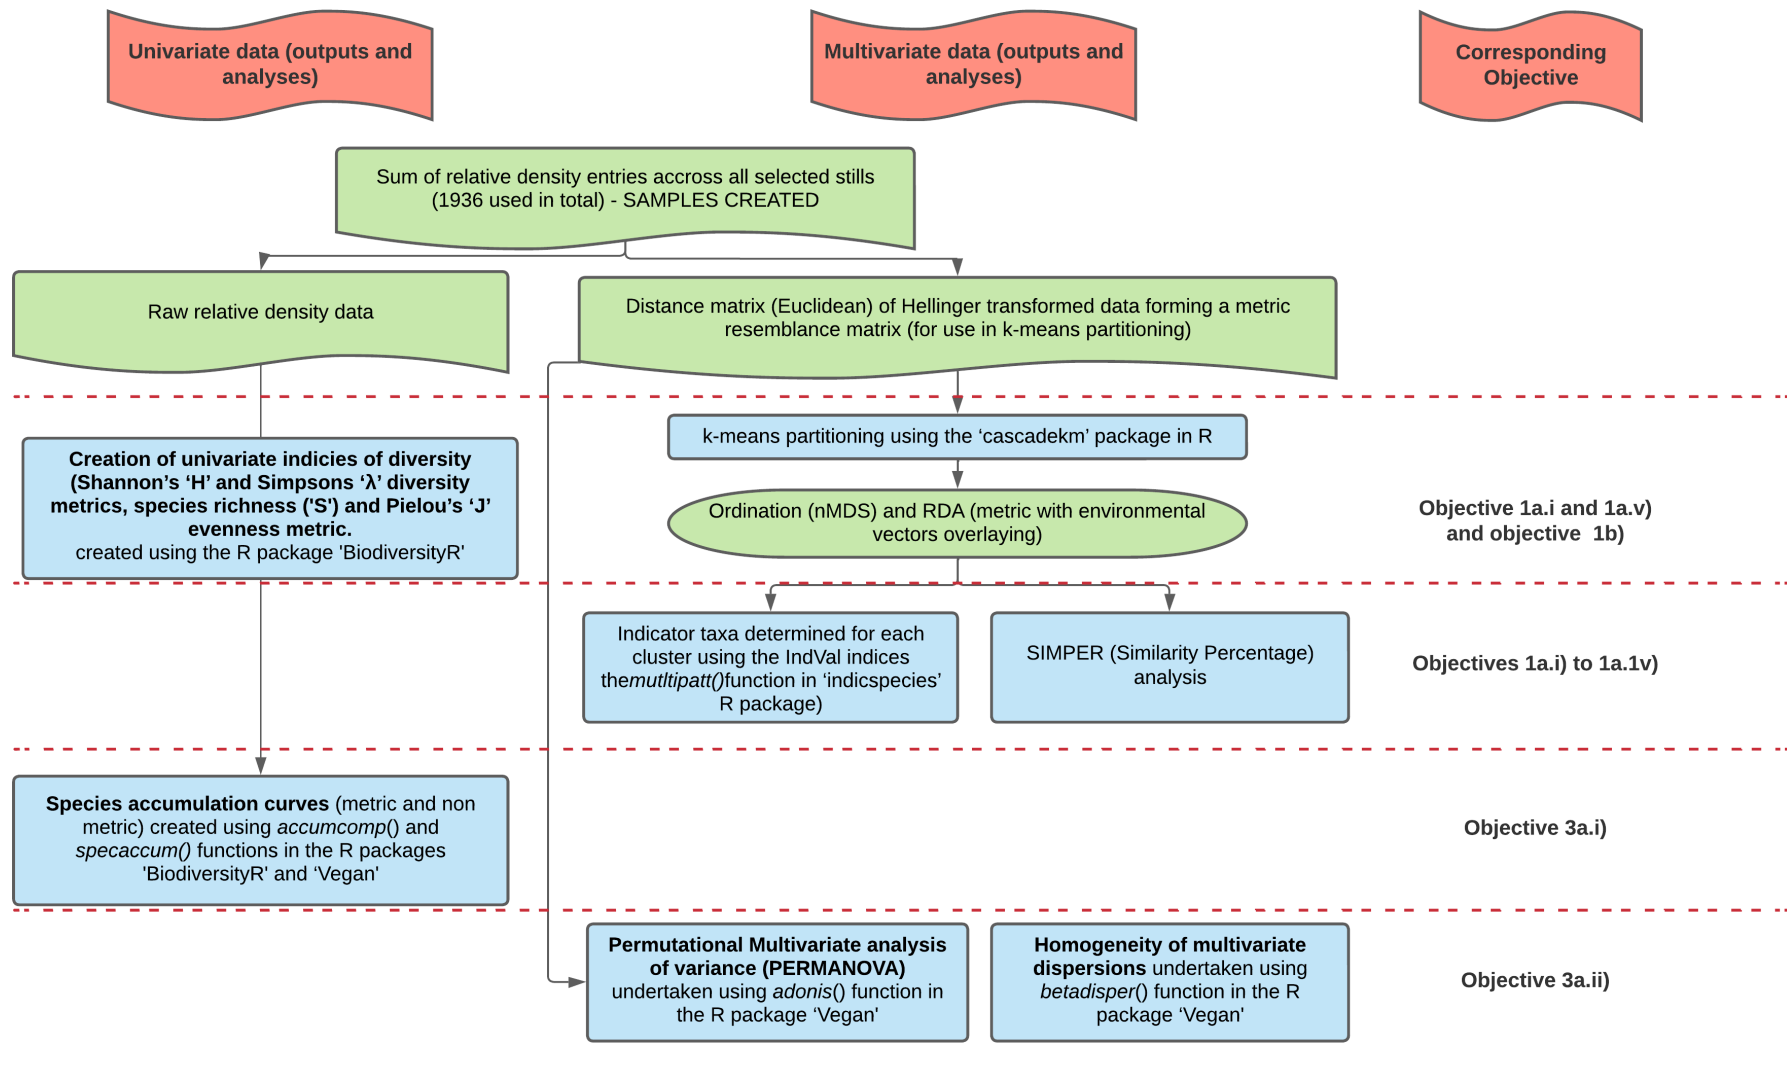 Univariate data (outputs and
analyses)
Multivariate data (outputs and
analyses)
Corresponding
Objective
Sum of relative density entries accross all selected stills
(1936 used in total) - SAMPLES CREATED
Raw relative density data
Distance matrix (Euclidean) of Hellinger transformed data forming a metric
resemblance matrix (for use in k-means partitioning)
k-means partitioning using the ‘cascadekm’ package in R
Creation of univariate indicies of diversity
(Shannon’s ‘H’ and Simpsons ‘λ’ diversity
metrics, species richness ('S') and Pielou’s ‘J’
evenness metric.
created using the R package 'BiodiversityR'
Ordination (nMDS) and RDA (metric with environmental
vectors overlaying)
Objective 1a.i and 1a.v)
and objective  1b)
Indicator taxa determined for each
cluster using the IndVal indices
themutltipatt()function in ‘indicspecies’
R package)
SIMPER (Similarity Percentage)
analysis
Objectives 1a.i) to 1a.1v)
Species accumulation curves (metric and non
metric) created using accumcomp() and
specaccum() functions in the R packages
'BiodiversityR' and ‘Vegan'
Objective 3a.i)
Permutational Multivariate analysis
of variance (PERMANOVA)
undertaken using adonis() function in
the R package ‘Vegan'
Homogeneity of multivariate
dispersions undertaken using
betadisper() function in the R
package ‘Vegan'
Objective 3a.ii)